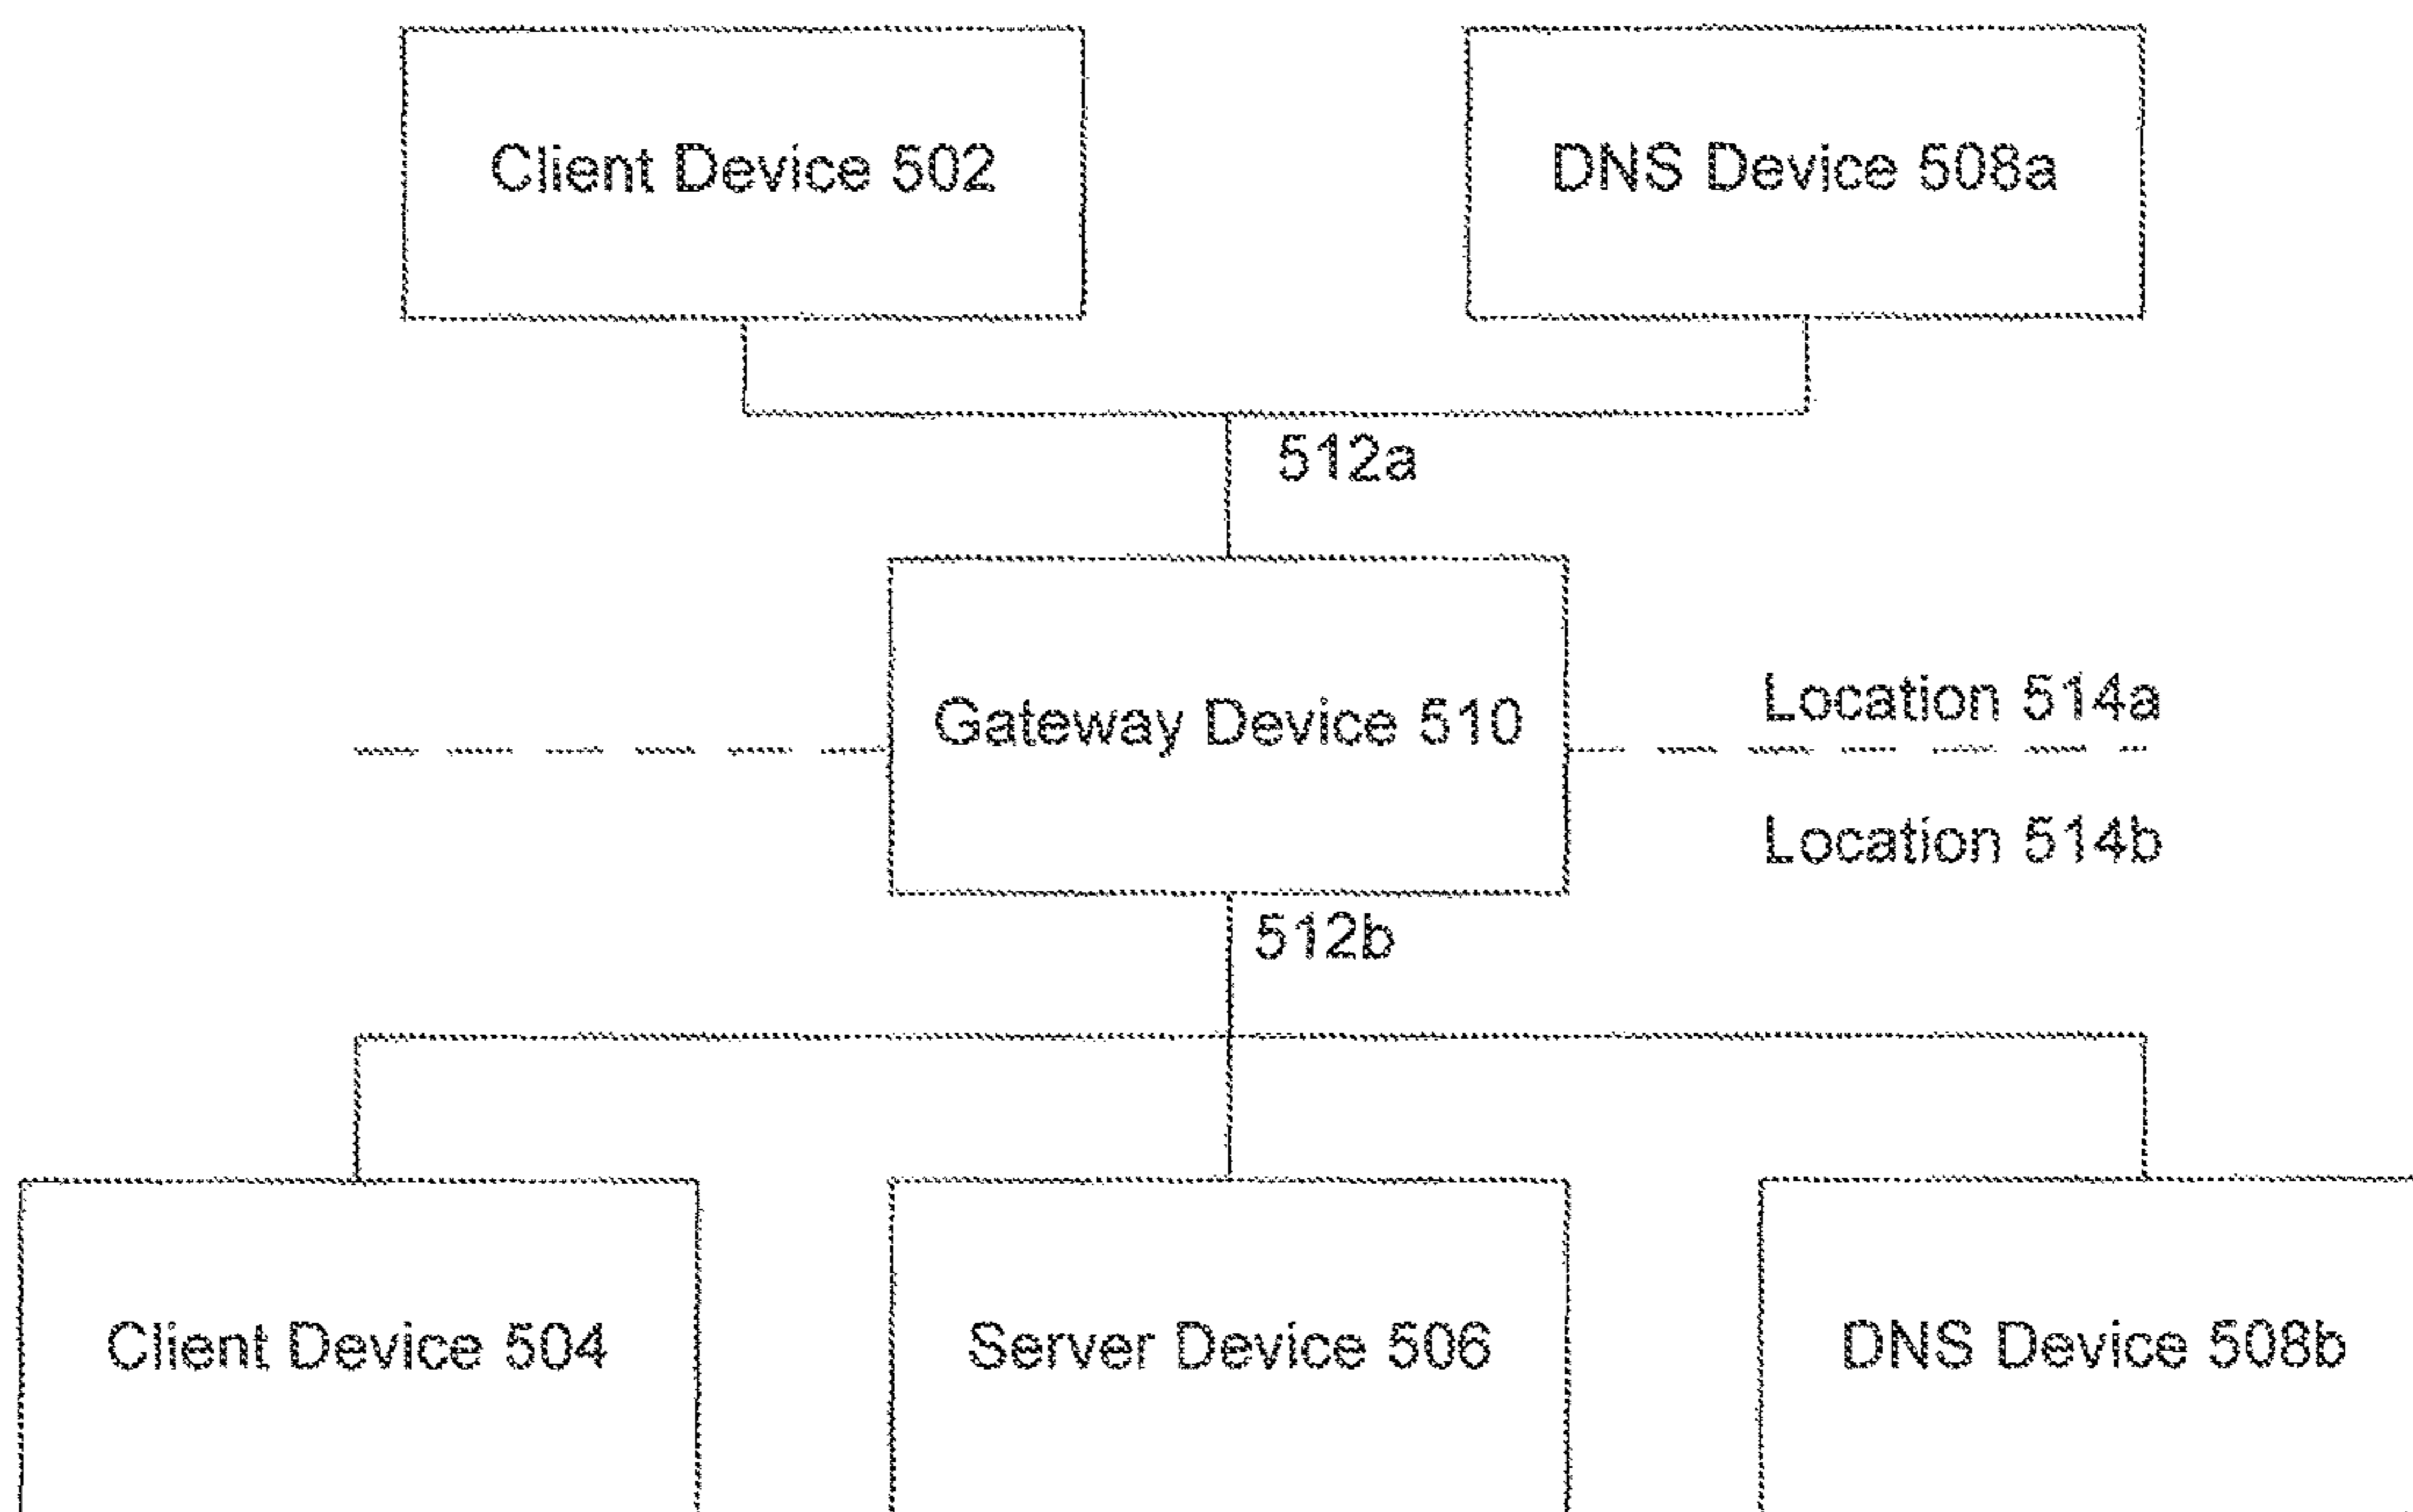 Client Device 502
DNS Device 508a
512a
Gateway Device 510
Location 514a
Location 514b
512b
Client Device 504
Server Device 506
DNS Device 508b